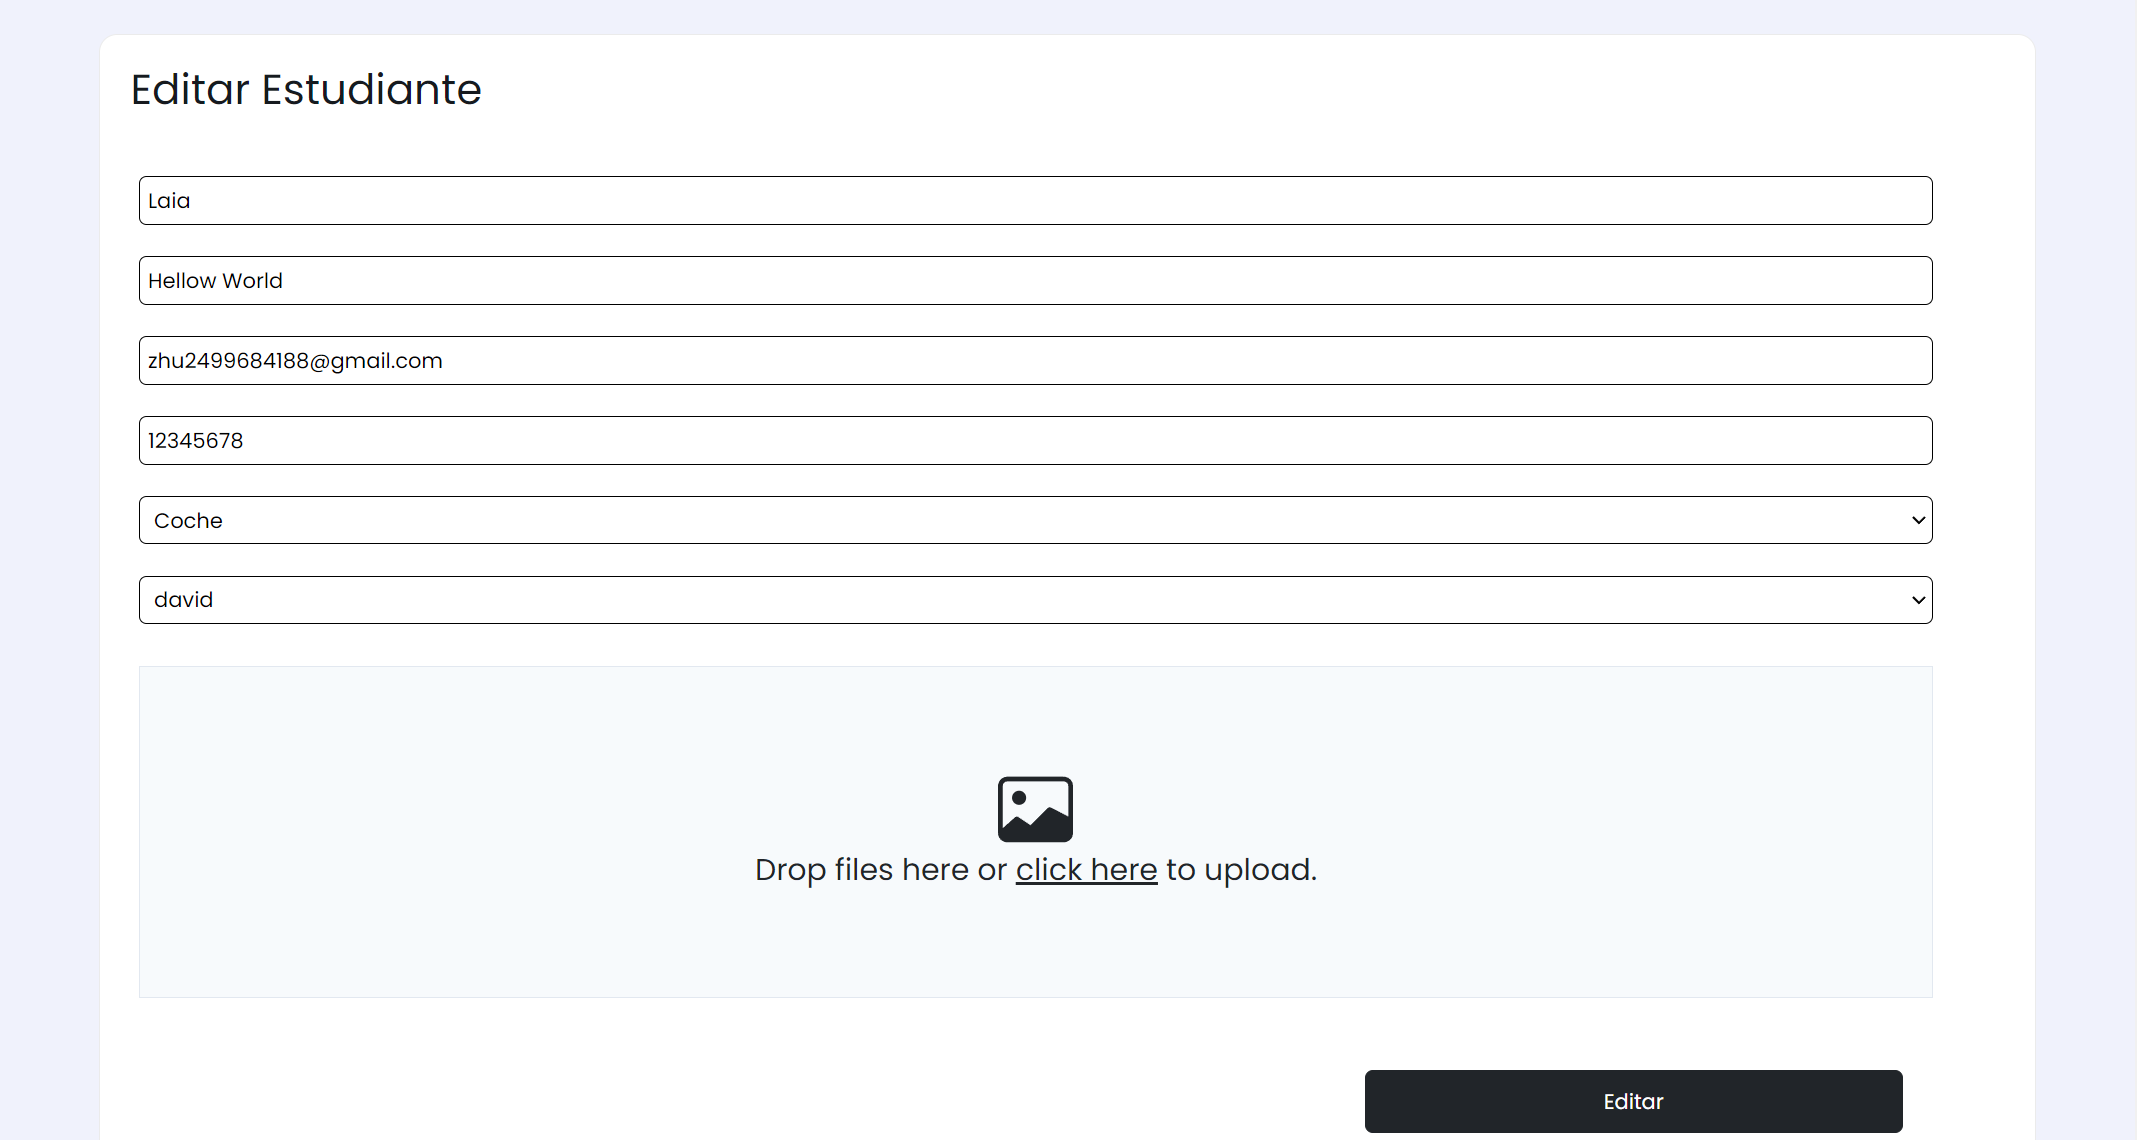 Editar Estudiante
Laia
Hellow World
zhu2499684188@gmail.com
12345678
Coche
david
Drop files here or click here to upload.
Editar